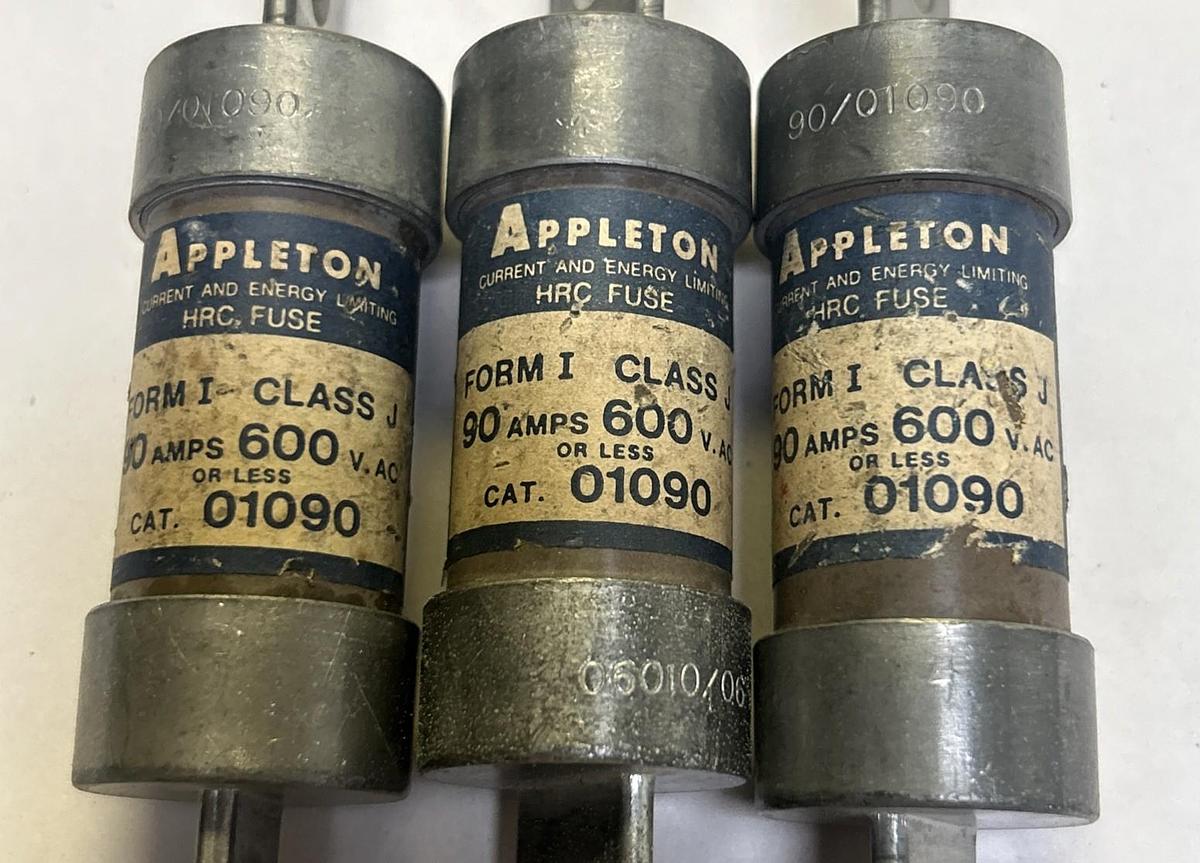 /01090
APPLETON
CURRENT AND ENERGY LIMITING
HRC FUSE
FORM I CLASS J
90 AMPS 600 V. AC
OR LESS
CAT. 01090
APPLETON
CURRENT AND ENERGY LIMITING
HRC FUSE
FORM I CLASS J
90 AMPS 600 V. AC
OR LESS
CAT. 01090
06010/06
90/01090
APPLETON
CURRENT AND ENERGY LIMITING
HRC FUSE
FORM I CLASS J
90 AMPS 600 V. AC
OR LESS
CAT. 01090